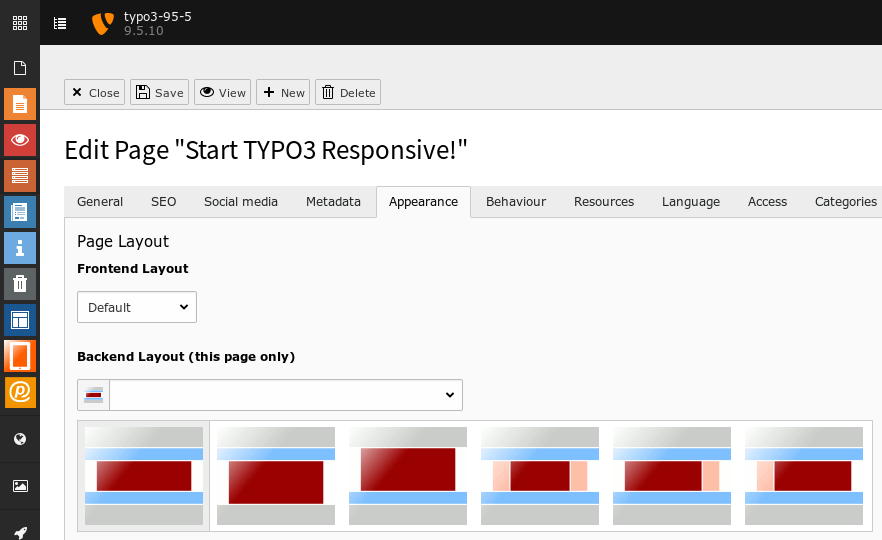 typo3-95-5
9.5.10
Close Save View New Delete
Edit Page "Start TYPO3 Responsive!"
General SEO Social media Metadata Appearance Behaviour Resources Language Access Categories
Page Layout
Frontend Layout
Default
Backend Layout (this page only)